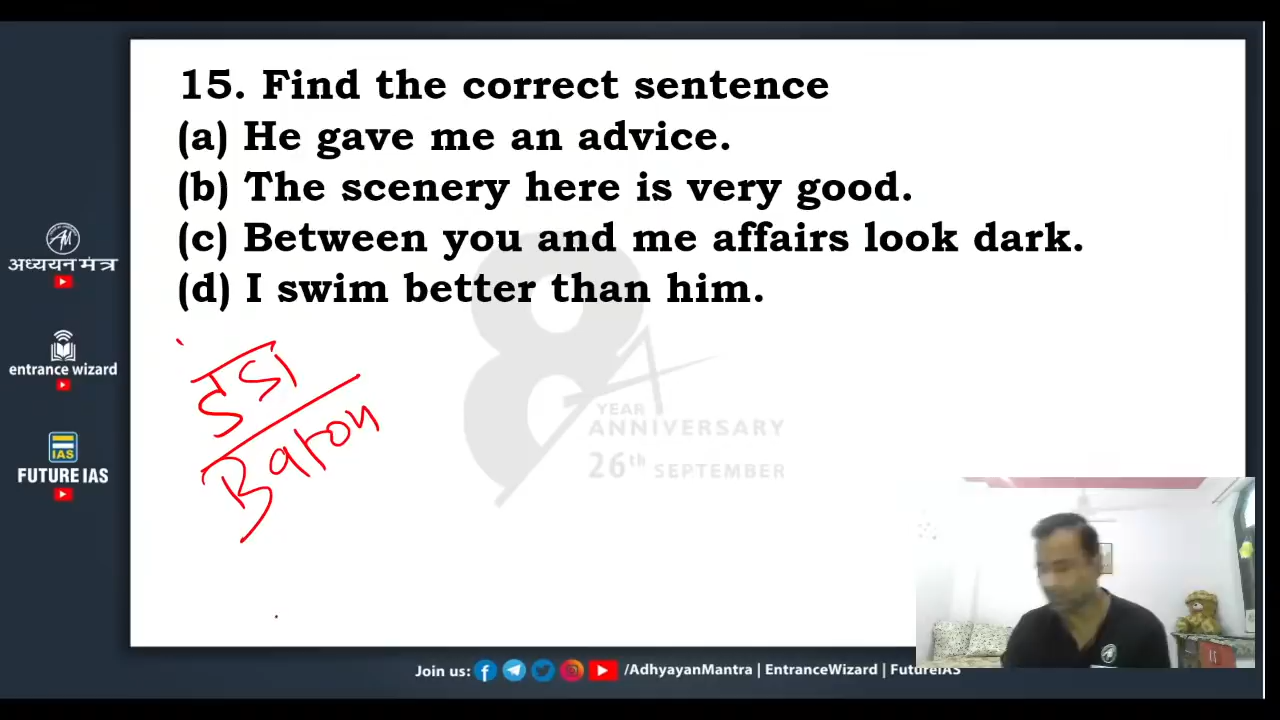 15. Find the correct sentence
(a) He gave me an advice.
(b) The scenery here is very good.
(c) Between you and me affairs look dark.
(d) I swim better than him.
डंडा
Baton
8
YEAR
ANNIVERSARY
26th SEPTEMBER
AM
अध्ययन मंत्र
entrance wizard
IAS
FUTURE IAS
Join us: /AdhyayanMantra | EntranceWizard | FutureIAS